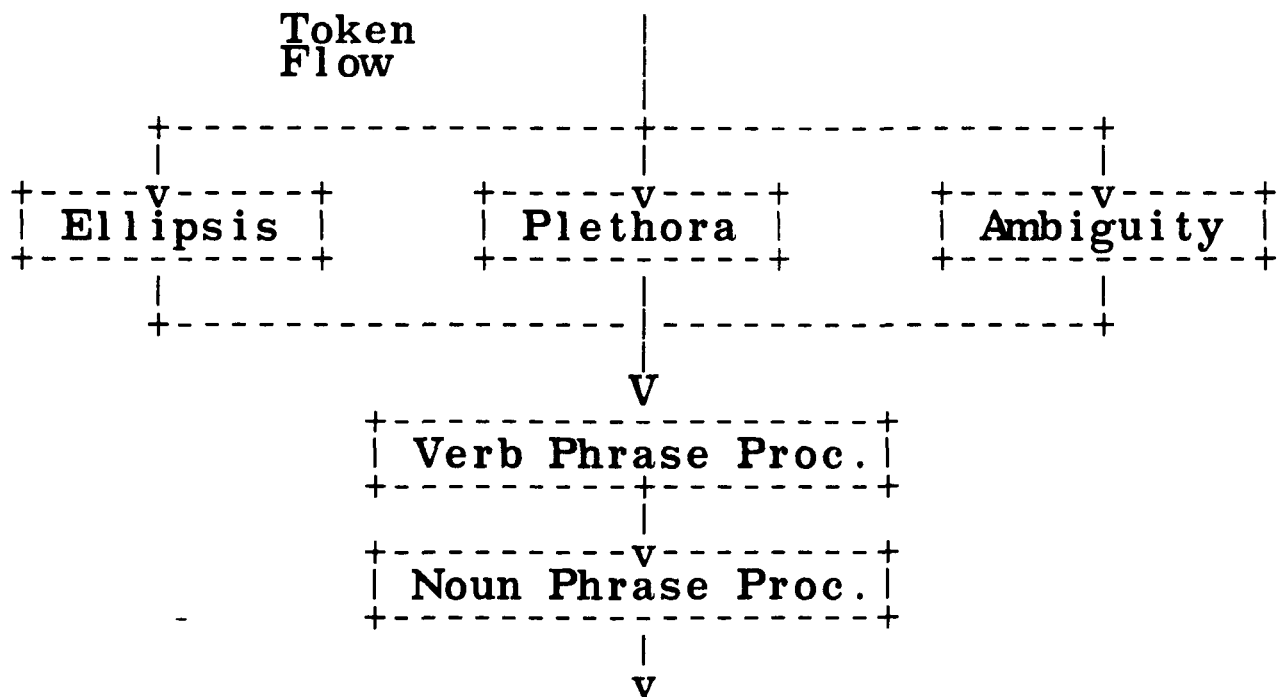 Token
Flow
Ellipsis
Plethora
Ambiguity
Verb Phrase Proc.
Noun Phrase Proc.